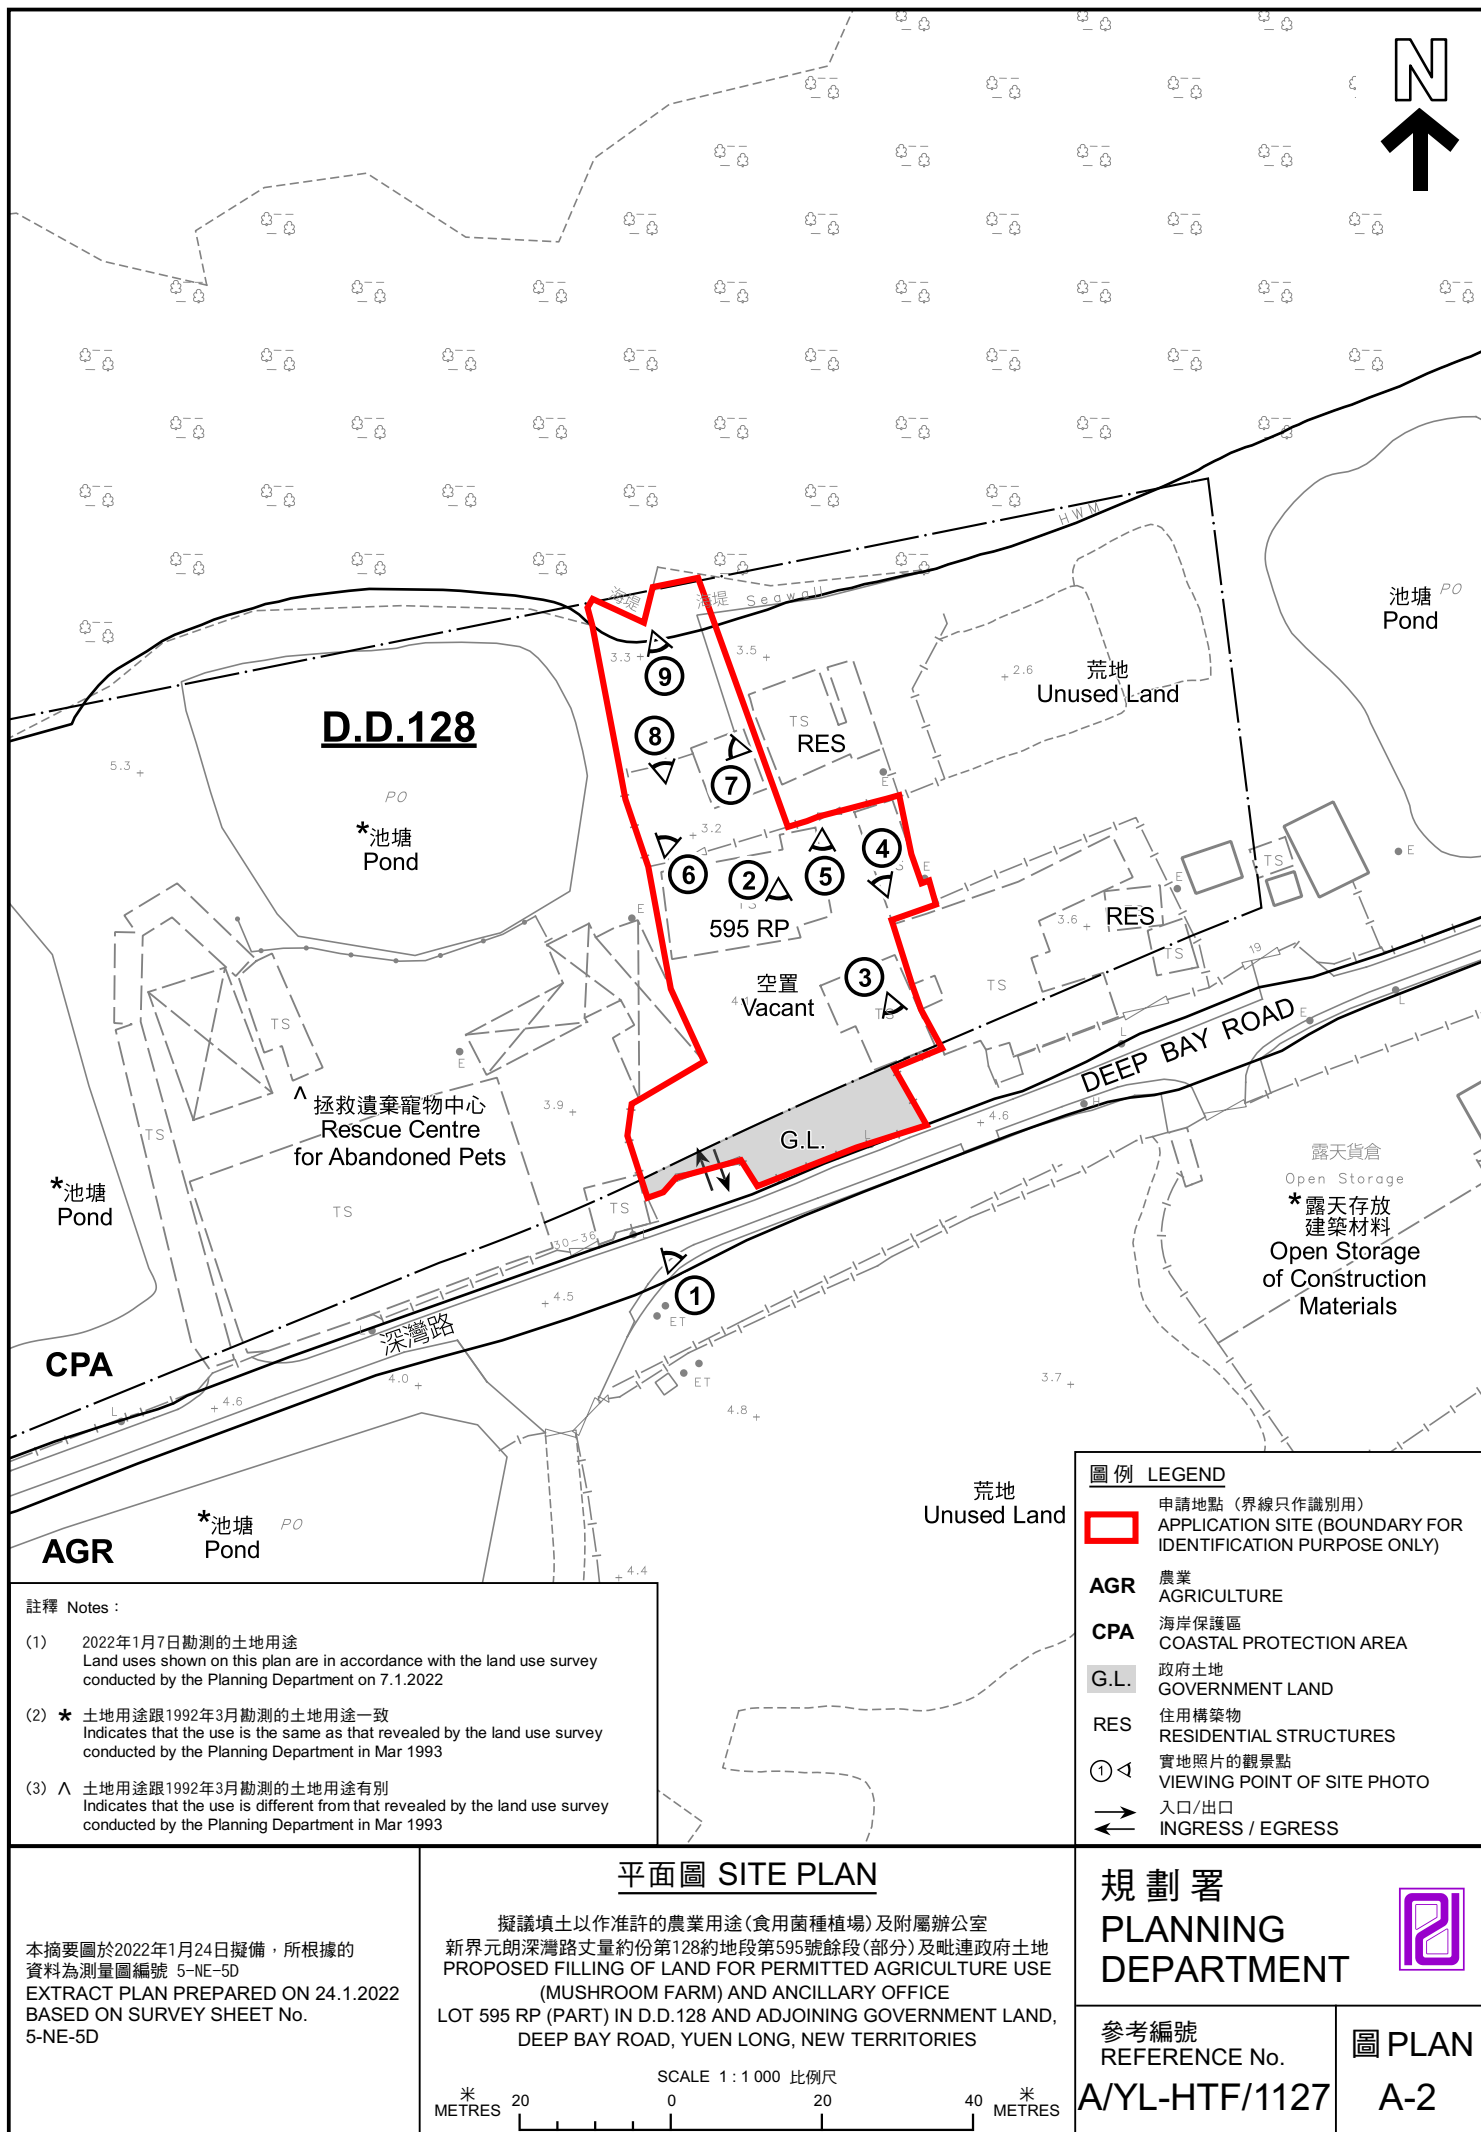 N
HWM
海堤
海堤 Seawall
池塘 PO
Pond
3.3
3.5
2.6
荒地
Unused Land
D.D.128
9
TS
RES
8
7
5.3
E
PO
*池塘
Pond
3.2
4
E
E
TS
6
2
5
TS
595 RP
E
E
3.6
RES
TS
19
空置
Vacant
3
TS
TS
TS
E
L
E
L
DEEP BAY ROAD
^
拯救遺棄寵物中心
Rescue Centre
for Abandoned Pets
3.9
TS
G.L.
L
4.6
H
露天貨倉
Open Storage
*池塘
Pond
TS
TS
*露天存放
建築材料
Open Storage
of Construction
Materials
30-36
1
4.5
ET
L
深灣路
CPA
4.0
ET
3.7
L
4.6
4.8
荒地
Unused Land
*池塘 PO
Pond
AGR
4.4
圖例 LEGEND
申請地點 (界線只作識別用)
APPLICATION SITE (BOUNDARY FOR
IDENTIFICATION PURPOSE ONLY)
AGR 農業
AGRICULTURE
CPA 海岸保護區
COASTAL PROTECTION AREA
G.L. 政府土地
GOVERNMENT LAND
RES 住用構築物
RESIDENTIAL STRUCTURES
1 實地照片的觀景點
VIEWING POINT OF SITE PHOTO
入口/出口
INGRESS / EGRESS
註釋 Notes :
(1) 2022年1月7日勘測的土地用途
Land uses shown on this plan are in accordance with the land use survey
conducted by the Planning Department on 7.1.2022
(2) * 土地用途跟1992年3月勘測的土地用途一致
Indicates that the use is the same as that revealed by the land use survey
conducted by the Planning Department in Mar 1993
(3) ^ 土地用途跟1992年3月勘測的土地用途有別
Indicates that the use is different from that revealed by the land use survey
conducted by the Planning Department in Mar 1993
本摘要圖於2022年1月24日擬備，所根據的
資料為測量圖編號 5-NE-5D
EXTRACT PLAN PREPARED ON 24.1.2022
BASED ON SURVEY SHEET No.
5-NE-5D
平面圖 SITE PLAN
擬議填土以作准許的農業用途(食用菌種植場)及附屬辦公室
新界元朗深灣路丈量約份第128約地段第595號餘段(部分)及毗連政府土地
PROPOSED FILLING OF LAND FOR PERMITTED AGRICULTURE USE
(MUSHROOM FARM) AND ANCILLARY OFFICE
LOT 595 RP (PART) IN D.D.128 AND ADJOINING GOVERNMENT LAND,
DEEP BAY ROAD, YUEN LONG, NEW TERRITORIES
SCALE 1 : 1 000 比例尺
米 METRES 20 0 20 40 米 METRES
規劃署
PLANNING
DEPARTMENT
參考編號
REFERENCE No.
A/YL-HTF/1127
圖 PLAN
A-2